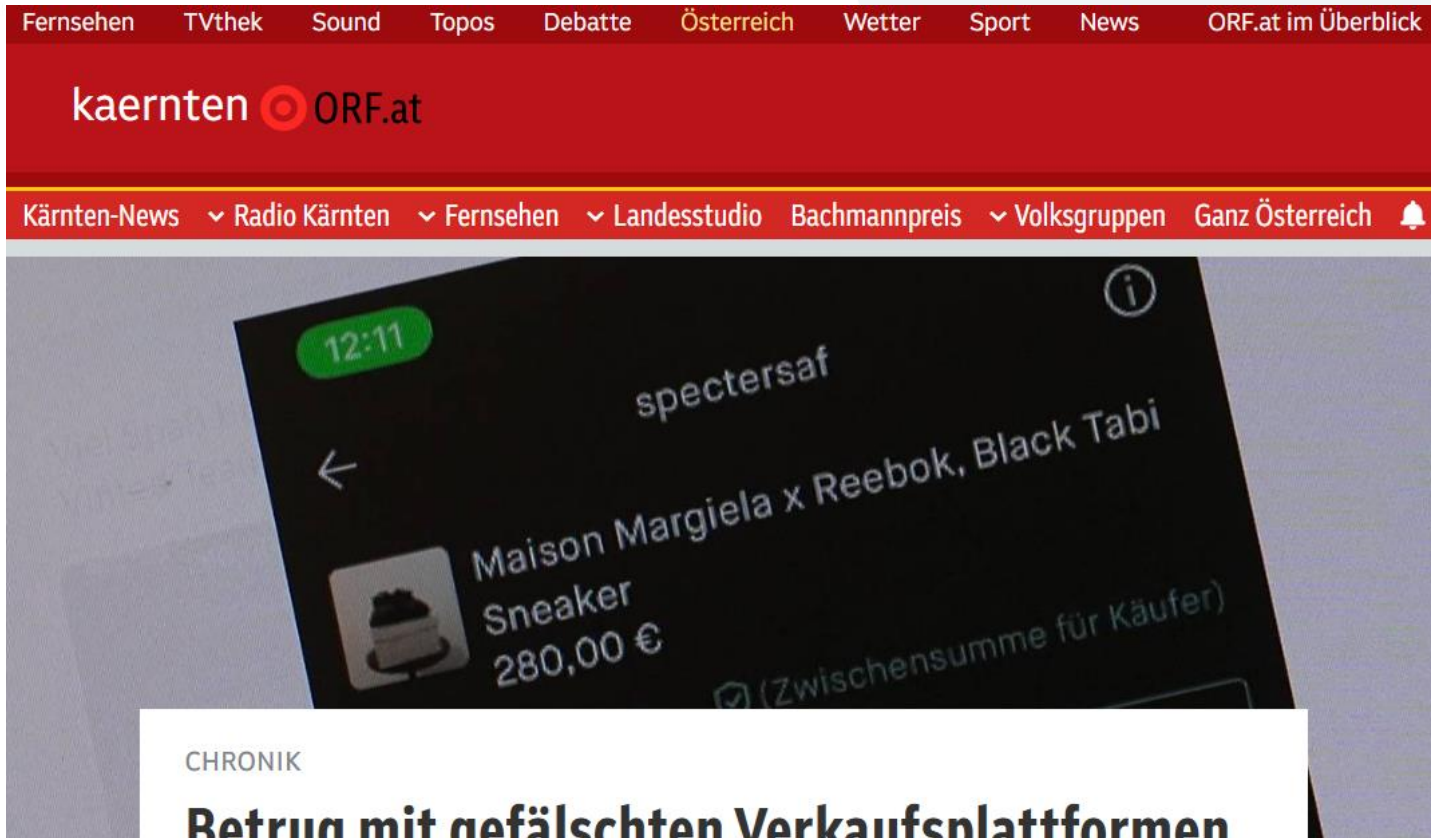 Fernsehen TVthek Sound Topos Debatte Österreich Wetter Sport News ORF.at im Überblick
kaernten ORF.at
Kärnten-News Radio Kärnten Fernsehen Landesstudio Bachmannpreis Volksgruppen Ganz Österreich
12:11
spectersaf
Maison Margiela x Reebok, Black Tabi
Sneaker
280,00 €
(Zwischensumme für Käufer)
CHRONIK
Betrug mit gefälschten Verkaufsplattformen